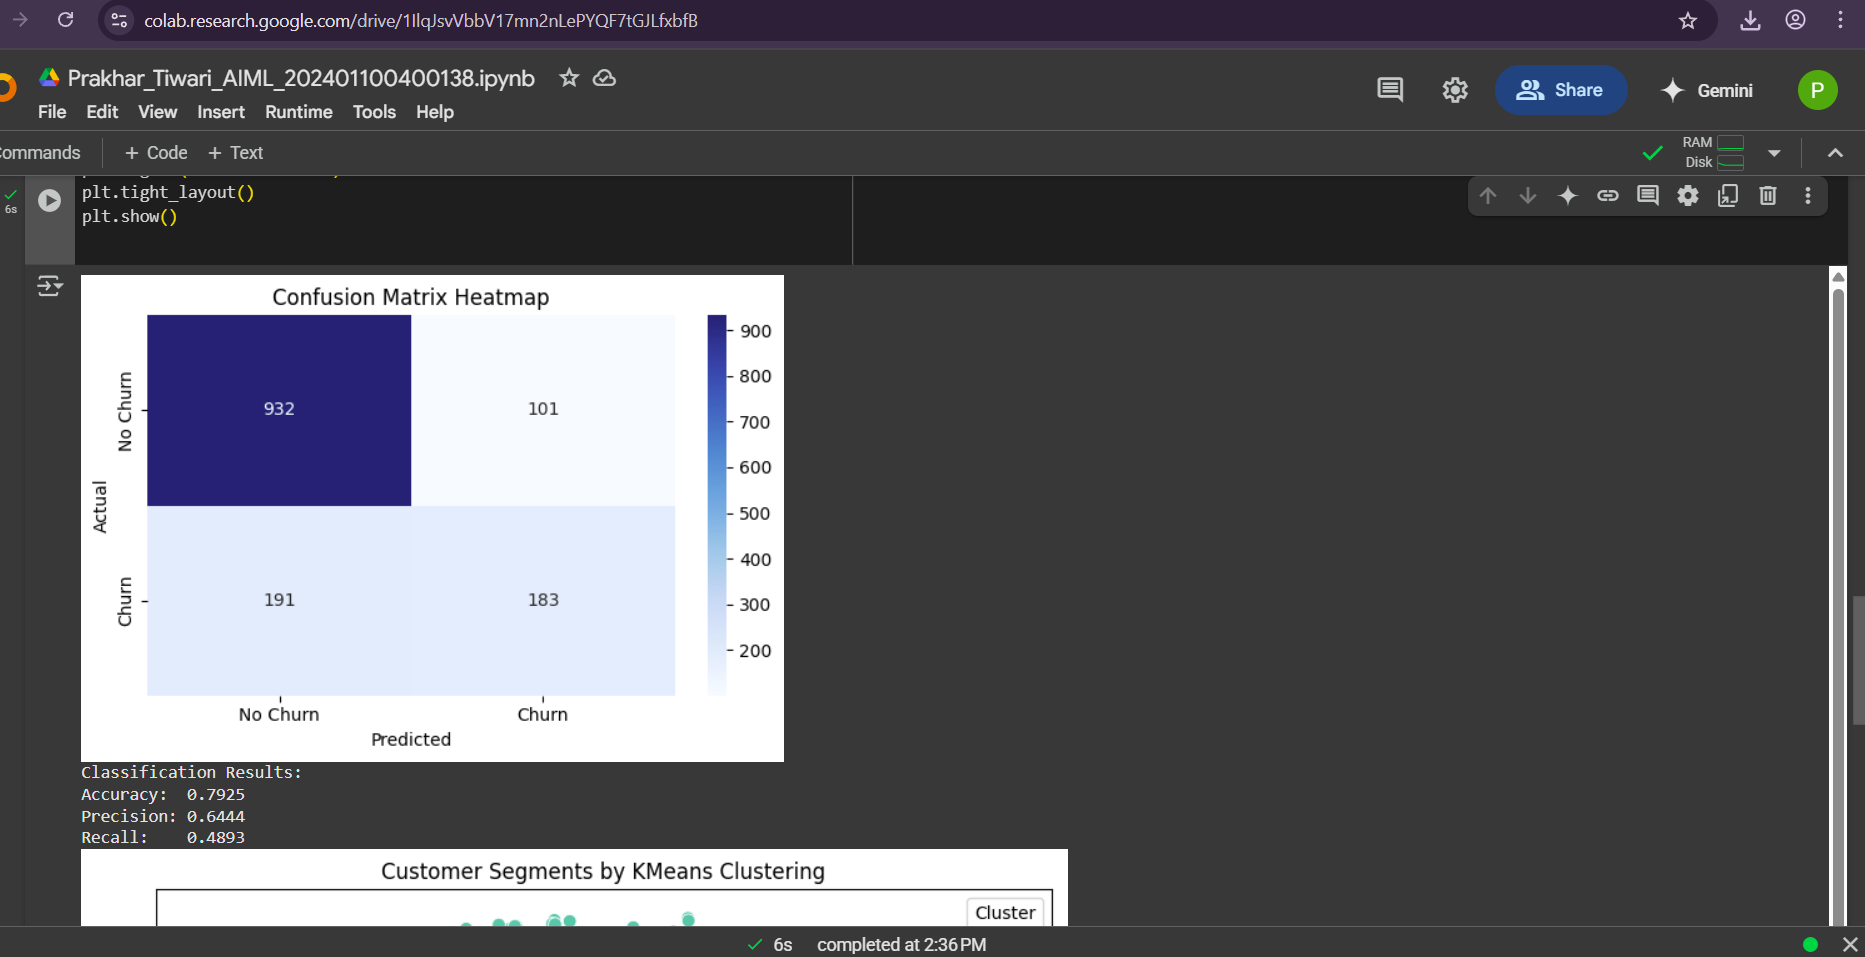 colab.research.google.com/drive/1IlqJsvVbbV17mn2nLePYQF7tGJLfxbfB
Prakhar_Tiwari_AIML_202401100400138.ipynb
File Edit View Insert Runtime Tools Help
Share
Gemini
P
ommands
+ Code + Text
RAM
Disk
6s
plt.tight_layout()
plt.show()
Confusion Matrix Heatmap
No Churn
Churn
Actual
932
101
191
183
No Churn
Churn
Predicted
900
800
700
600
500
400
300
200
Classification Results:
Accuracy: 0.7925
Precision: 0.6444
Recall: 0.4893
Customer Segments by KMeans Clustering
Cluster
6s completed at 2:36 PM